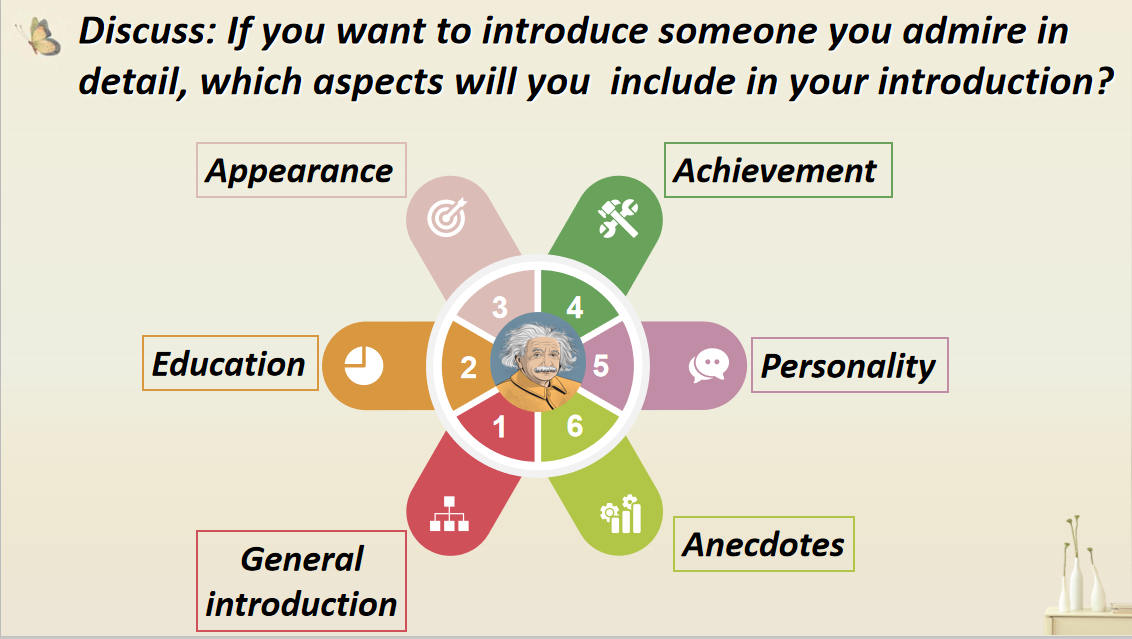 Discuss: If you want to introduce someone you admire in
detail, which aspects will you include in your introduction?
Appearance
Achievement
3
4
Education
2
5
Personality
1
6
General
introduction
Anecdotes